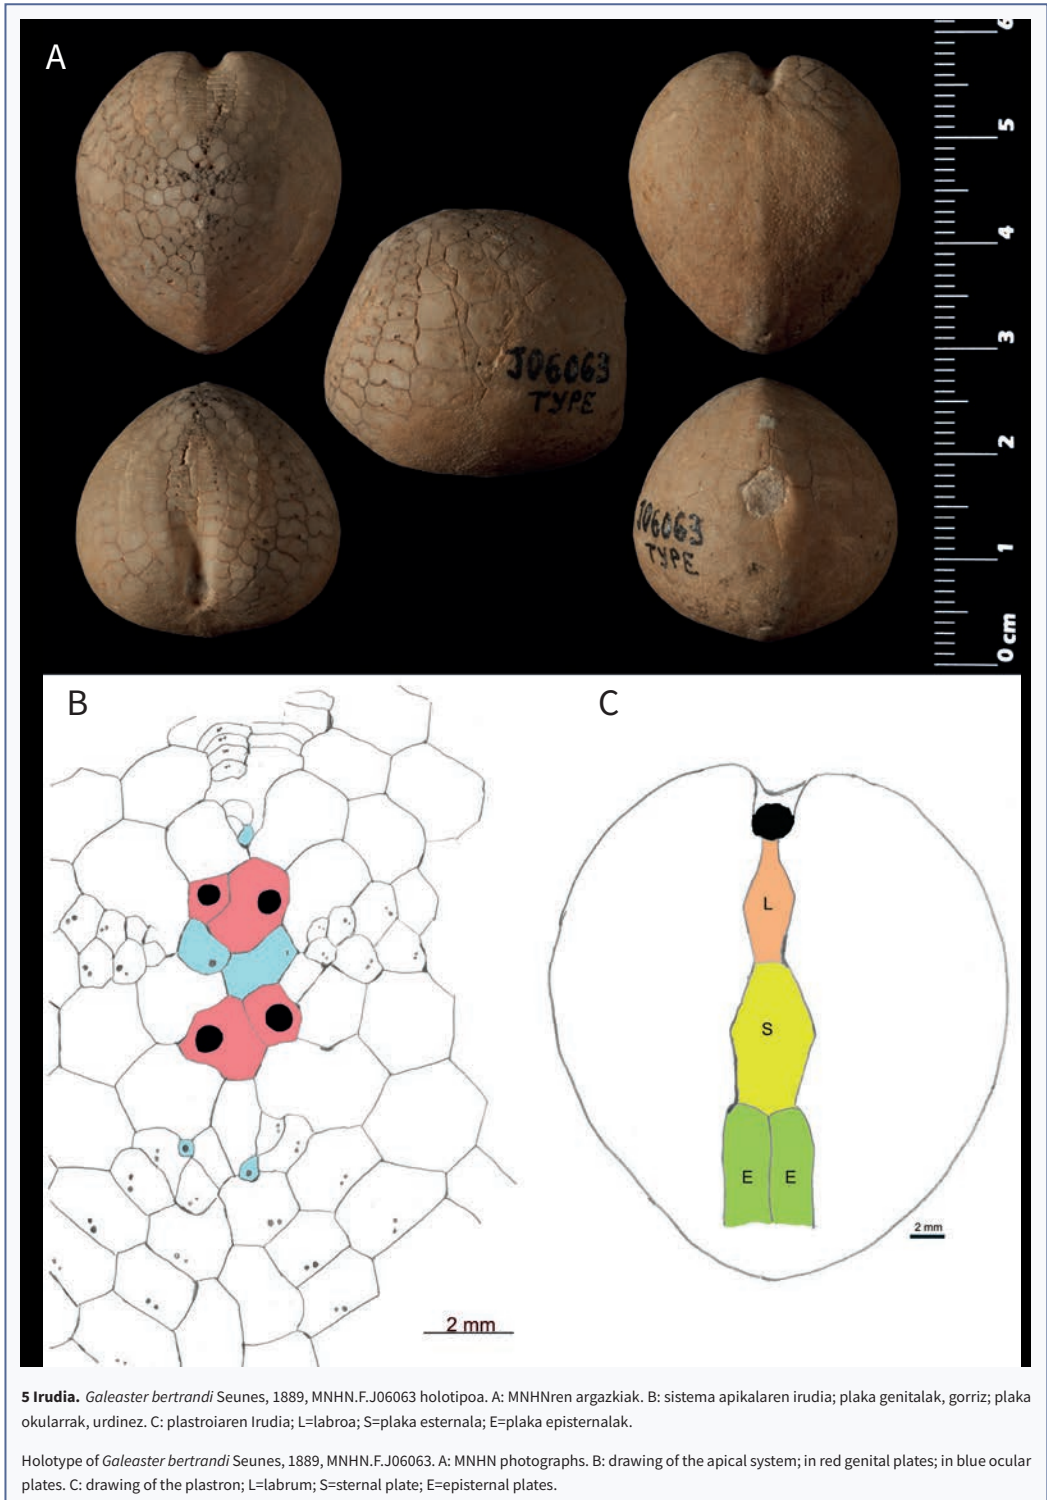 A
J06063
TYPE
J06063
TYPE
6
5
4
3
2
1
0 cm
B
2 mm
C
L
S
E E
2 mm
5 Irudia. Galeaster bertrandi Seunes, 1889, MNHN.F.J06063 holotipoa. A: MNHNren argazkiak. B: sistema apikalaren irudia; plaka genitalak, gorriz; plaka
okularrak, urdinez. C: plastroiaren Irudia; L=labroa; S=plaka esternala; E=plaka episternalak.
Holotype of Galeaster bertrandi Seunes, 1889, MNHN.F.J06063. A: MNHN photographs. B: drawing of the apical system; in red genital plates; in blue ocular
plates. C: drawing of the plastron; L=labrum; S=sternal plate; E=episternal plates.